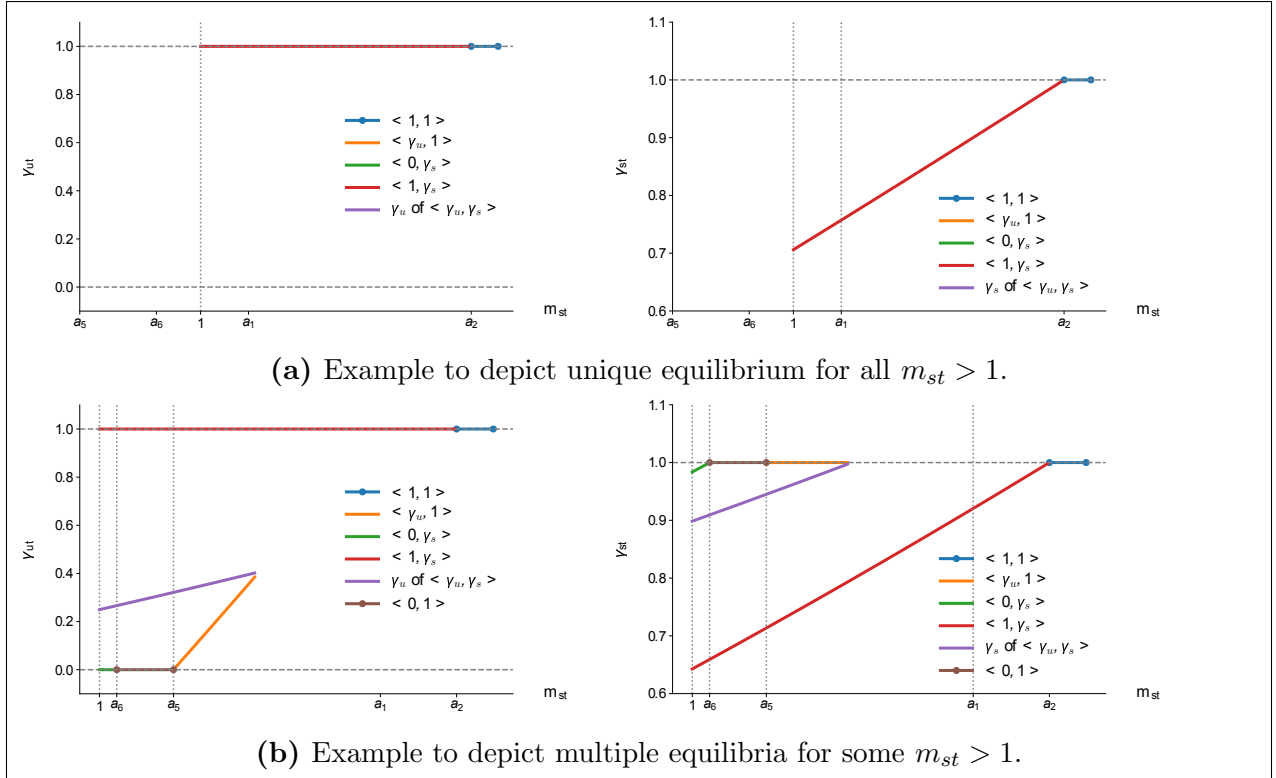 1.0
0.8
0.6
0.4
0.2
0.0
γut
a5 a6 1 a1 a2 mst
< 1, 1 >
< γu, 1 >
< 0, γs >
< 1, γs >
γu of < γu, γs >
1.1
1.0
0.9
0.8
0.7
0.6
γst
a5 a6 1 a1 a2 mst
< 1, 1 >
< γu, 1 >
< 0, γs >
< 1, γs >
γs of < γu, γs >
(a) Example to depict unique equilibrium for all mst > 1.
1.0
0.8
0.6
0.4
0.2
0.0
γut
1 a6 a5 a1 a2 mst
< 1, 1 >
< γu, 1 >
< 0, γs >
< 1, γs >
γu of < γu, γs >
< 0, 1 >
1.1
1.0
0.9
0.8
0.7
0.6
γst
1 a6 a5 a1 a2 mst
< 1, 1 >
< γu, 1 >
< 0, γs >
< 1, γs >
γs of < γu, γs >
< 0, 1 >
(b) Example to depict multiple equilibria for some mst > 1.